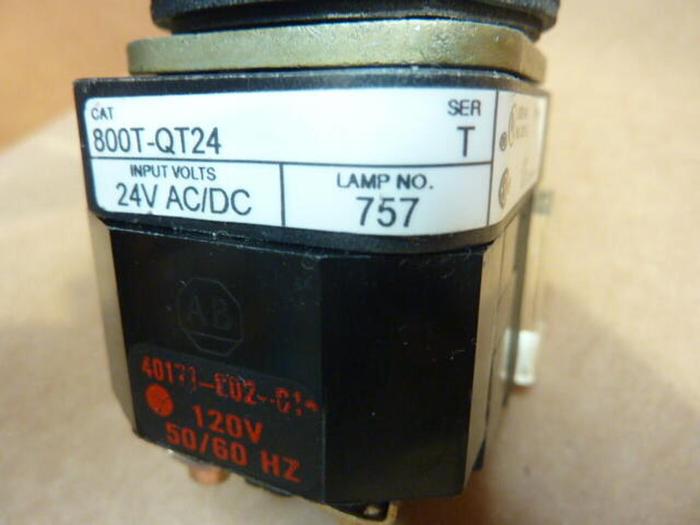 CAT
SER
800T-QT24
T
INPUT VOLTS
LAMP NO.
24V AC/DC
757
AB
120V
50/60 HZ